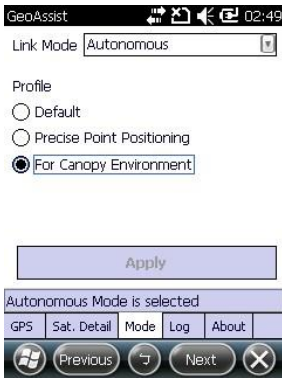 GeoAssist 02:49
Link Mode Autonomous
Profile
Default
Precise Point Positioning
For Canopy Environment
Apply
Autonomous Mode is selected
GPS Sat. Detail Mode Log About
Previous Next